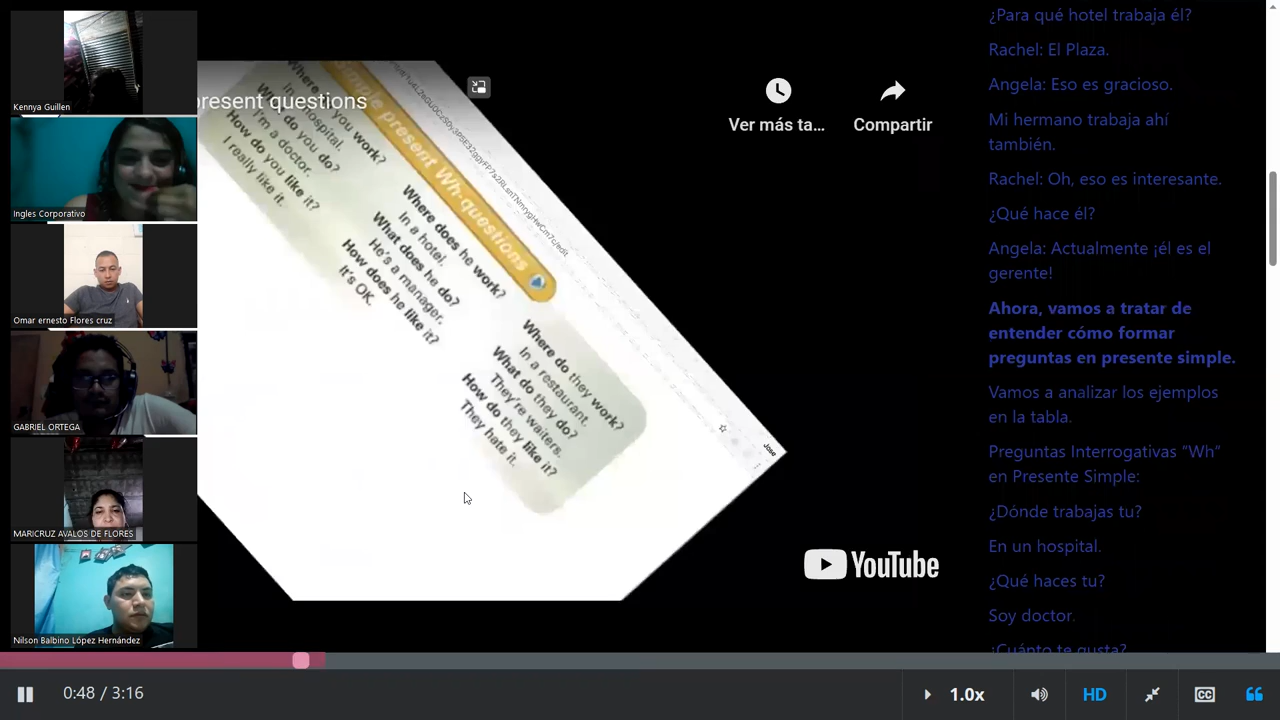 Kennya Guillen
Ingles Corporativo
Omar ernesto Flores cruz
GABRIEL ORTEGA
MARICRUZ AVALOS DE FLORES
Nilson Balbino López Hernández
present questions
Ver más ta...
Compartir
Simple present Wh-questions
you work?
hospital.
do you do?
I'm a doctor.
How do you like it?
I really like it.
Where does he work?
In a hotel.
What does he do?
He's a manager.
How does he like it?
It's OK.
Where do they work?
In a restaurant.
What do they do?
They're waiters.
How do they like it?
They hate it.
Jose
YouTube
¿Para qué hotel trabaja él?
Rachel: El Plaza.
Angela: Eso es gracioso.
Mi hermano trabaja ahí
también.
Rachel: Oh, eso es interesante.
¿Qué hace él?
Angela: Actualmente ¡él es el
gerente!
Ahora, vamos a tratar de
entender cómo formar
preguntas en presente simple.
Vamos a analizar los ejemplos
en la tabla.
Preguntas Interrogativas “Wh”
en Presente Simple:
¿Dónde trabajas tu?
En un hospital.
¿Qué haces tu?
Soy doctor.
¿Cuánto te gusta?
0:48 / 3:16
1.0x
HD
CC